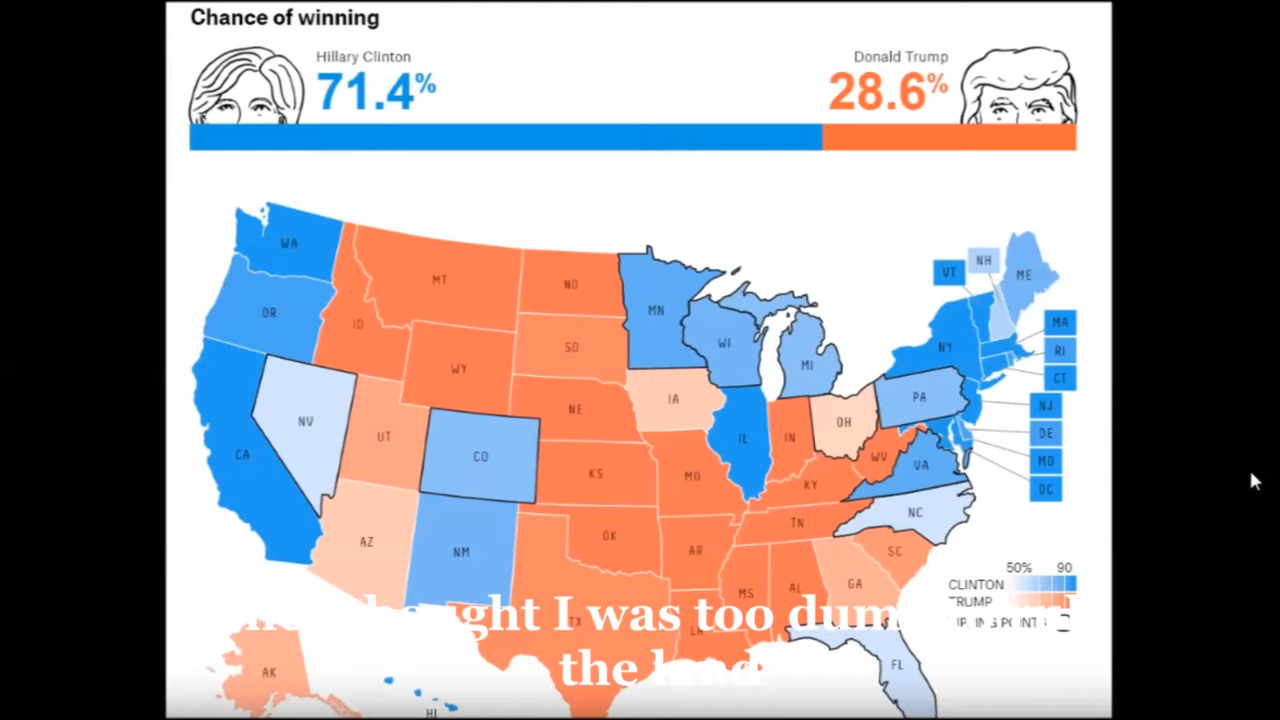 Chance of winning
Hillary Clinton
Donald Trump
71.4%
28.6%
WA
MT
ND
MN
VT
NH
ME
OR
ID
SD
WI
MI
NY
MA
RI
CT
WY
IA
PA
NJ
NV
UT
NE
OH
DE
CA
CO
IL
IN
WV
VA
MD
KS
MO
KY
DC
NC
TN
AZ
NM
OK
AR
SC
50%
90
CLINTON
TRUMP
MS
AL
GA
I was too
the
TX
LA
FL
AK
HI